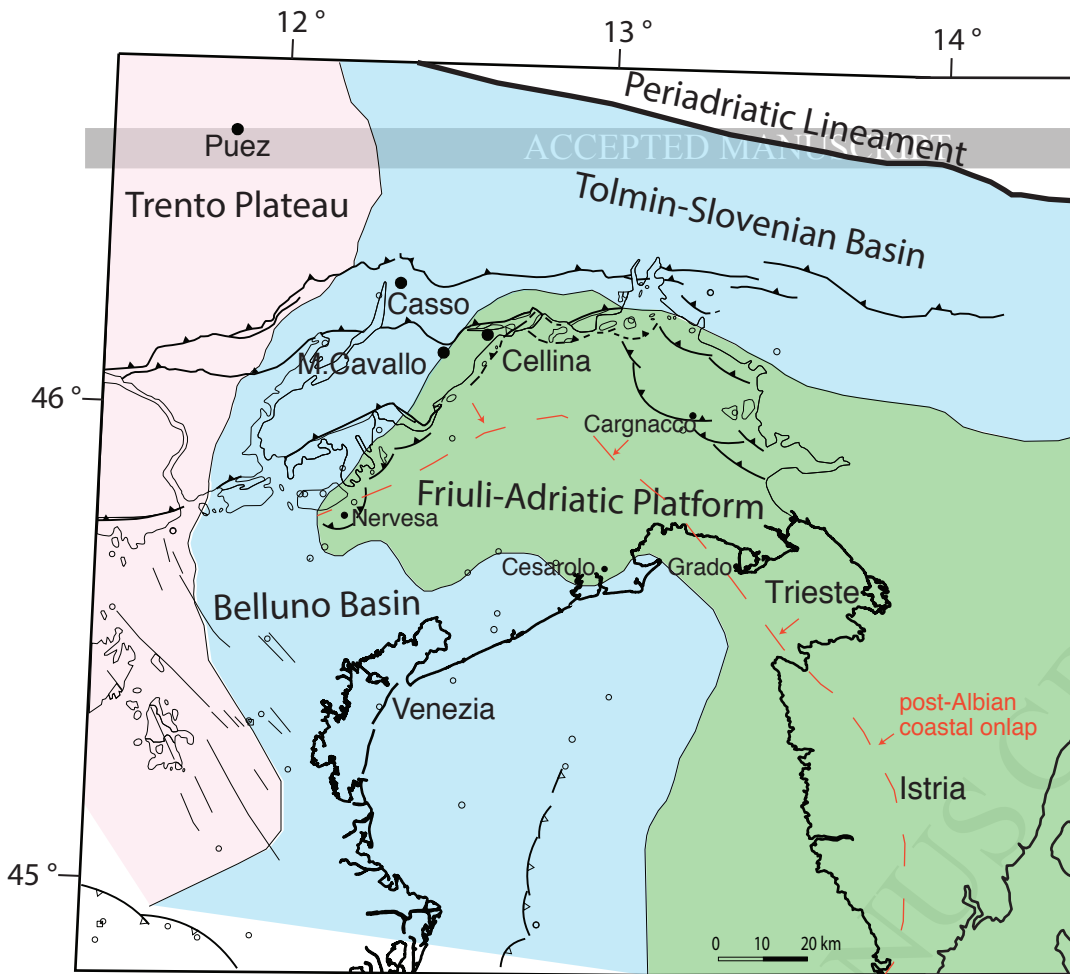 12 °
13 °
14 °
Periadriatic Lineament
Puez
ACCEPTED MANUSCRIPT
Trento Plateau
Tolmin-Slovenian Basin
Casso
M.Cavallo
Cellina
46 °
Cargnacco
Friuli-Adriatic Platform
Nervesa
Cesarolo
Grado
Trieste
Belluno Basin
Venezia
post-Albian
coastal onlap
Istria
45 °
0 10 20 km
NUSC